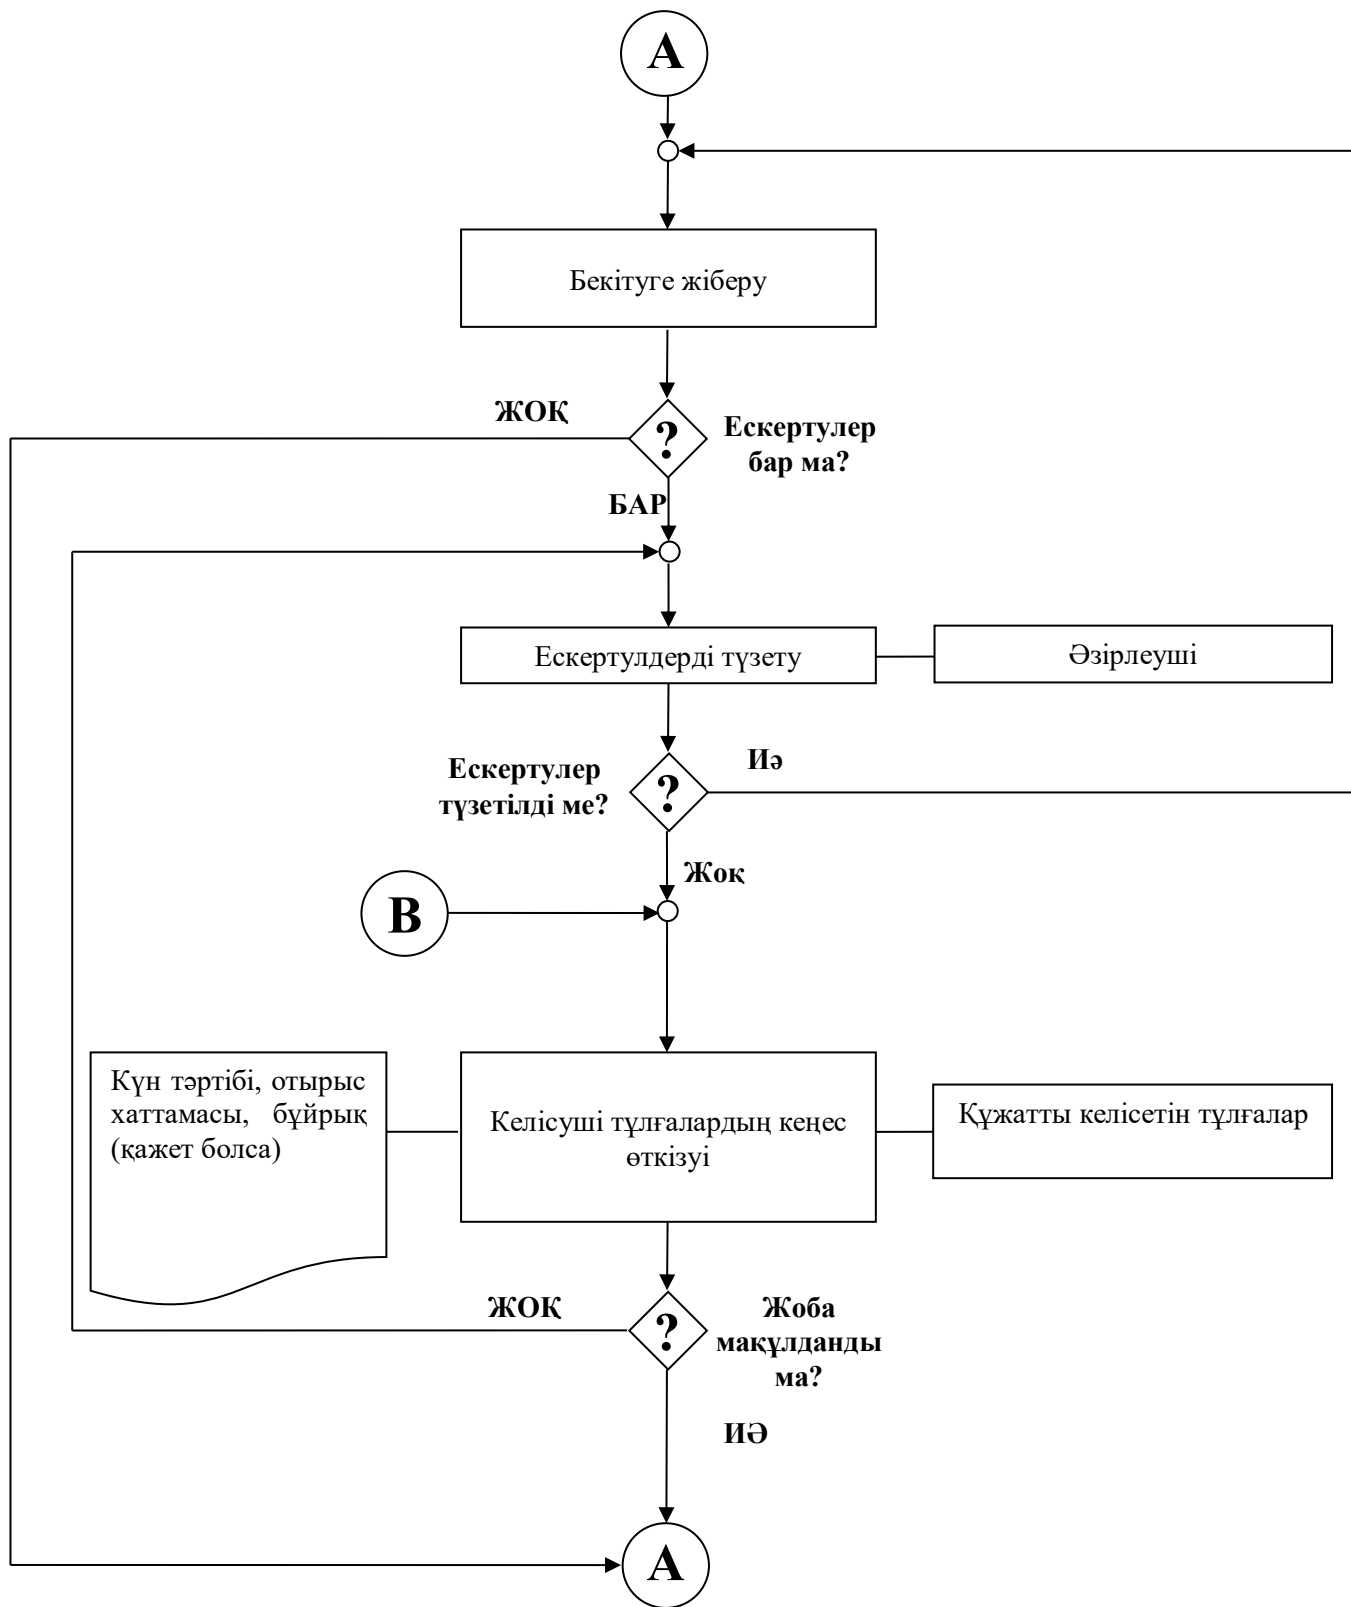 A
Бекітуге жіберу
ЖОҚ
?
Ескертулер
бар ма?
БАР
Ескертулдерді түзету
Әзірлеуші
Ескертулер
түзетілді ме?
?
Иә
Жоқ
B
Күн тәртібі, отырыс
хаттамасы, бұйрық
(қажет болса)
Келісуші тұлғалардың кеңес
өткізуі
Құжатты келісетін тұлғалар
ЖОҚ
?
Жоба
мақұлданды
ма?
ИӘ
A